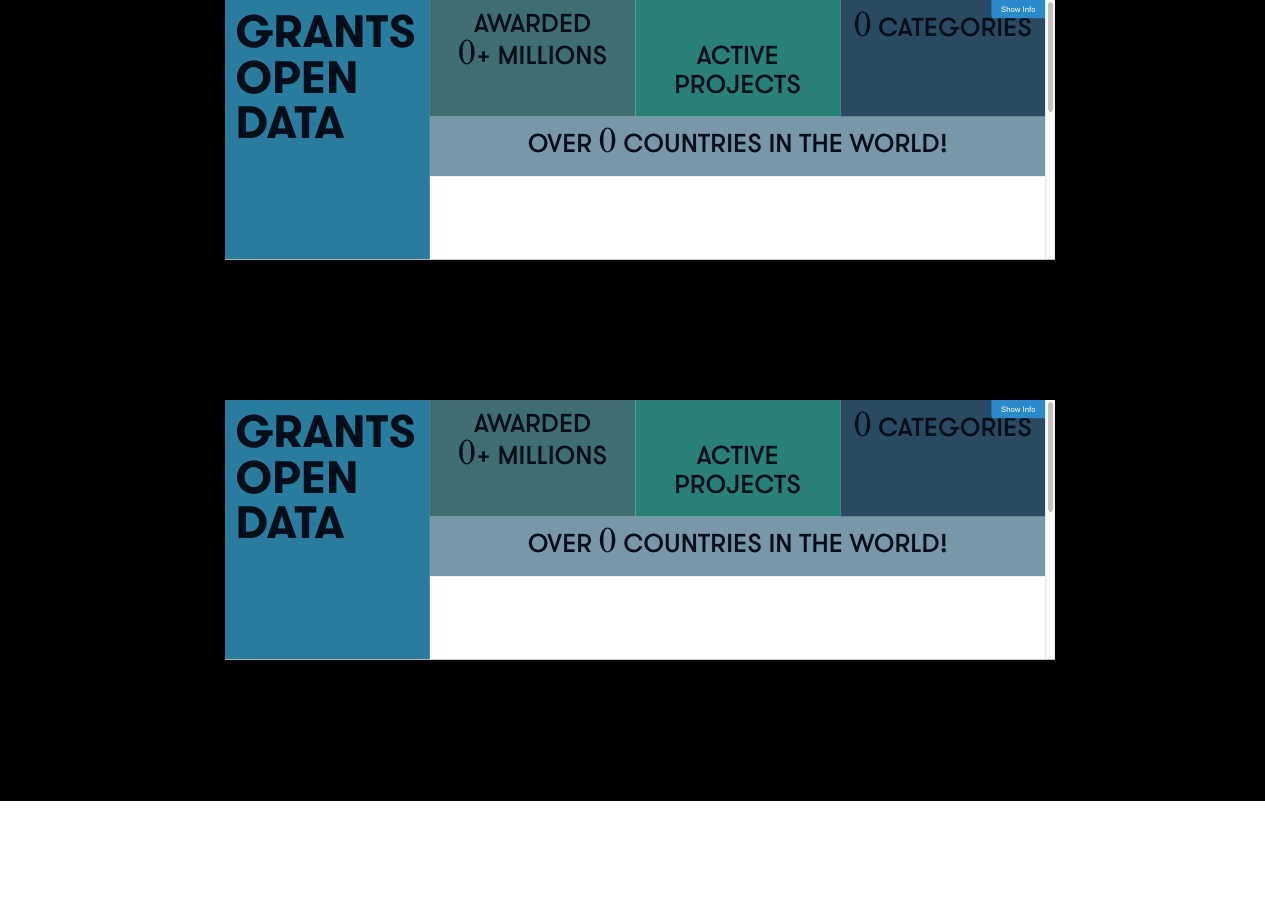 GRANTS
OPEN
DATA
AWARDED
0+ MILLIONS
ACTIVE
PROJECTS
Show Info
0 CATEGORIES
OVER 0 COUNTRIES IN THE WORLD!
GRANTS
OPEN
DATA
AWARDED
0+ MILLIONS
ACTIVE
PROJECTS
Show Info
0 CATEGORIES
OVER 0 COUNTRIES IN THE WORLD!